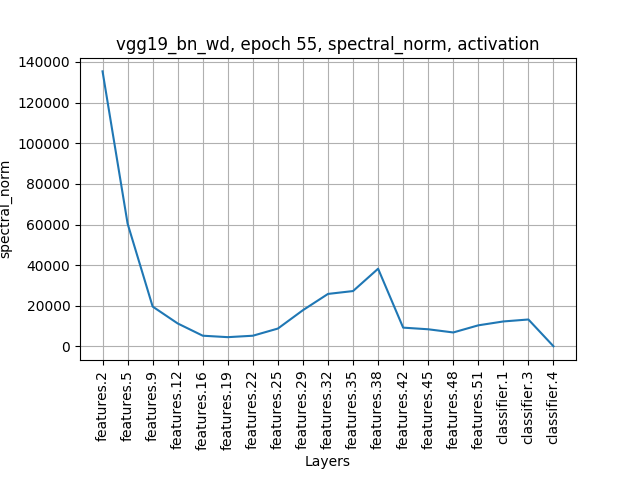 vgg19_bn_wd, epoch 55, spectral_norm, activation
140000
120000
100000
80000
60000
40000
20000
0
spectral_norm
features.2
features.5
features.9
features.12
features.16
features.19
features.22
features.25
features.29
features.32
features.35
features.38
features.42
features.45
features.48
features.51
classifier.1
classifier.3
classifier.4
Layers